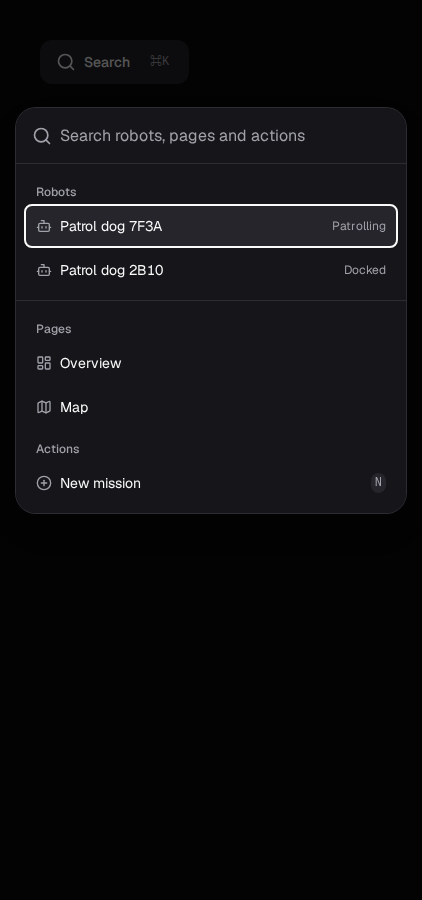 Search ⌘K
Search robots, pages and actions
Robots
Patrol dog 7F3A Patrolling
Patrol dog 2B10 Docked
Pages
Overview
Map
Actions
New mission N